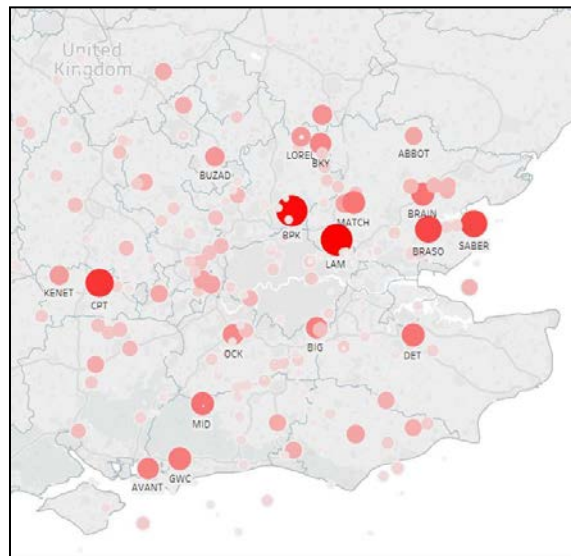 United
Kingdom
LOREL
BKY
ABBOT
BUZAD
BPK
MATCH
BRAIN
LAM
BRASO
SABER
KENET
CPT
OCK
BIG
DET
MID
AVANT
GWC